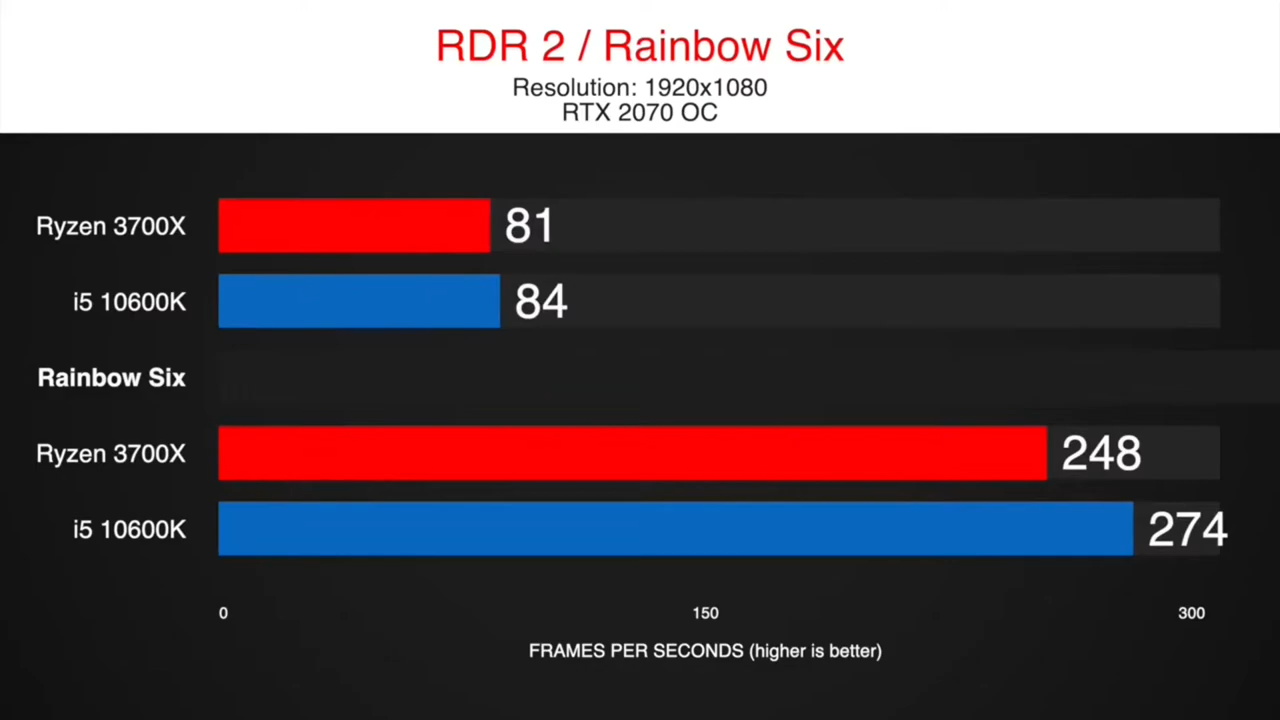 RDR 2 / Rainbow Six
Resolution: 1920x1080
RTX 2070 OC
Ryzen 3700X 81
i5 10600K 84
Rainbow Six
Ryzen 3700X 248
i5 10600K 274
0 150 300
FRAMES PER SECONDS (higher is better)